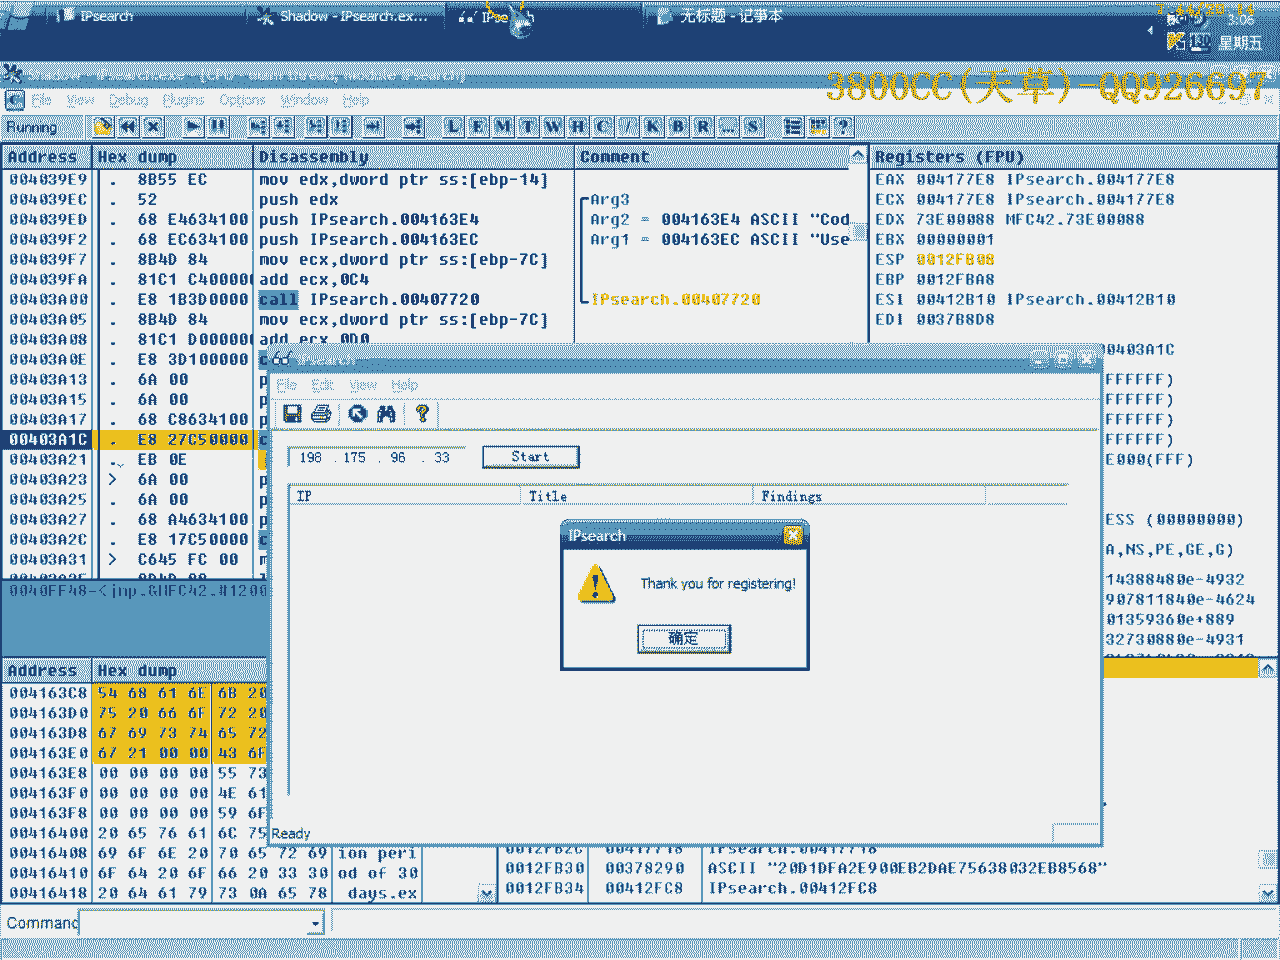 IPsearch
Shadow - IPsearch.ex...
IPse
无标题 - 记事本
3:06
星期五
Shadow - IPsearch.exe - [CPU - main thread, module IPsearch]
3800CC(天草)-QQ926697
File View Debug Plugins Options Window Help
Running
L E M T W H C / K B R ... S
Address Hex dump Disassembly Comment Registers (FPU)
004039E9 . 8B55 EC mov edx,dword ptr ss:[ebp-14] EAX 004177E8 IPsearch.004177E8
004039EC . 52 push edx Arg3 ECX 004177E8 IPsearch.004177E8
004039ED . 68 E4634100 push IPsearch.004163E4 Arg2 = 004163E4 ASCII "Cod EDX 73E00088 MFC42.73E00088
004039F2 . 68 EC634100 push IPsearch.004163EC Arg1 = 004163EC ASCII "Use EBX 00000001
004039F7 . 8B4D 84 mov ecx,dword ptr ss:[ebp-7C] ESP 0012FB08
004039FA . 81C1 C400000 add ecx,0C4 EBP 0012FBA8
00403A00 . E8 1B3D0000 call IPsearch.00407720 IPsearch.00407720 ESI 00412B10 IPsearch.00412B10
00403A05 . 8B4D 84 mov ecx,dword ptr ss:[ebp-7C] EDI 0037B8D8
00403A08 . 81C1 D000000 add ecx,0D0
00403A0E . E8 3D100000 00403A1C
00403A13 . 6A 00 p FFFFFF)
00403A15 . 6A 00 p FFFFFF)
00403A17 . 68 C8634100 p FFFFFF)
00403A1C . E8 27C50000 c FFFFFF)
00403A21 . EB 0E E000(FFF)
00403A23 > 6A 00 p
00403A25 . 6A 00 p
00403A27 . 68 A4634100 p ESS (00000000)
00403A2C . E8 17C50000 c
00403A31 > C645 FC 00 m A,NS,PE,GE,G)
14388480e-4932
0040FF48=<jmp.&MFC42.#1200> 907811840e-4624
01359360e+889
32730880e-4931
IPsearch
File Edit View Help
198 . 175 . 96 . 33 Start
IP Title Findings
IPsearch
Thank you for registering!
确定
Ready
Address Hex dump
004163C8 54 68 61 6E 6B 20
004163D0 75 20 66 6F 72 20
004163D8 67 69 73 74 65 72
004163E0 67 21 00 00 43 6F
004163E8 00 00 00 00 55 73
004163F0 00 00 00 00 4E 61
004163F8 00 00 00 00 59 6F
00416400 20 65 76 61 6C 75
00416408 69 6F 6E 20 70 65 72 69 ion peri 0012FB2C 00417718 IPsearch.00417718
00416410 6F 64 20 6F 66 20 33 30 od of 30 0012FB30 00378290 ASCII "20D1DFA2E900EB2DAE75638032EB8568"
00416418 20 64 61 79 73 0A 65 78 days.ex 0012FB34 00412FC8 IPsearch.00412FC8
Command